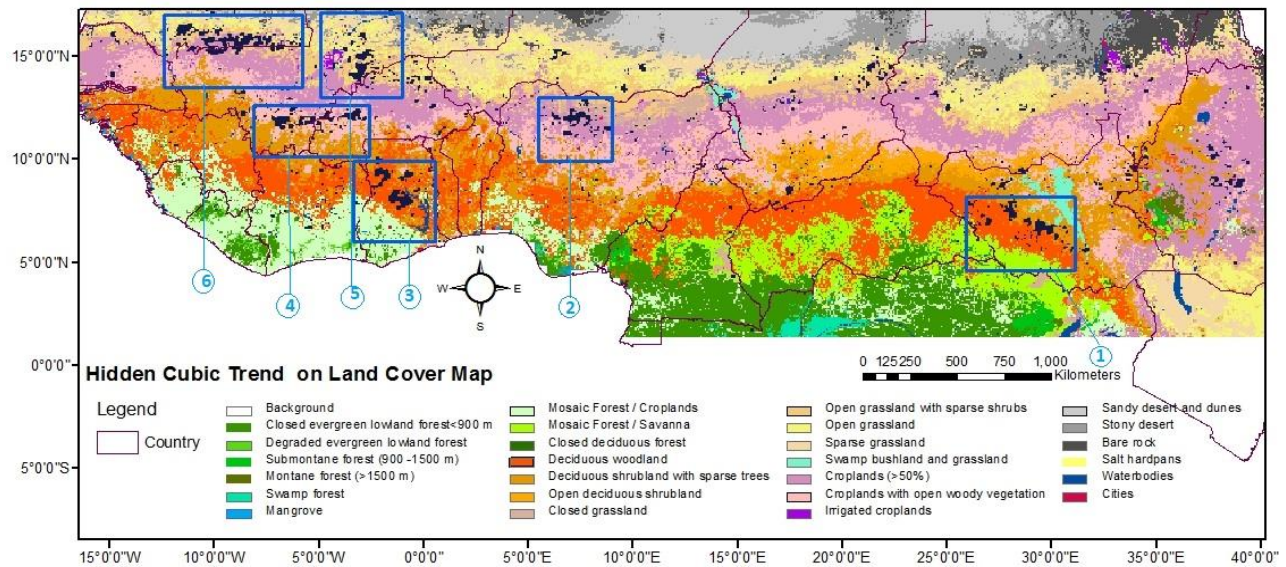 15°0'0"N
10°0'0"N
5°0'0"N
0°0'0"
5°0'0"S
6
4
5
3
2
1
N
W
E
S
Hidden Cubic Trend on Land Cover Map
0 125 250 500 750 1,000
Kilometers
Legend
Country
Background
Closed evergreen lowland forest<900 m
Degraded evergreen lowland forest
Submontane forest (900 -1500 m)
Montane forest (>1500 m)
Swamp forest
Mangrove
Mosaic Forest / Croplands
Mosaic Forest / Savanna
Closed deciduous forest
Deciduous woodland
Deciduous shrubland with sparse trees
Open deciduous shrubland
Closed grassland
Open grassland with sparse shrubs
Open grassland
Sparse grassland
Swamp bushland and grassland
Croplands (>50%)
Croplands with open woody vegetation
Irrigated croplands
Sandy desert and dunes
Stony desert
Bare rock
Salt hardpans
Waterbodies
Cities
15°0'0"W 10°0'0"W 5°0'0"W 0°0'0" 5°0'0"E 10°0'0"E 15°0'0"E 20°0'0"E 25°0'0"E 30°0'0"E 35°0'0"E 40°0'0"E